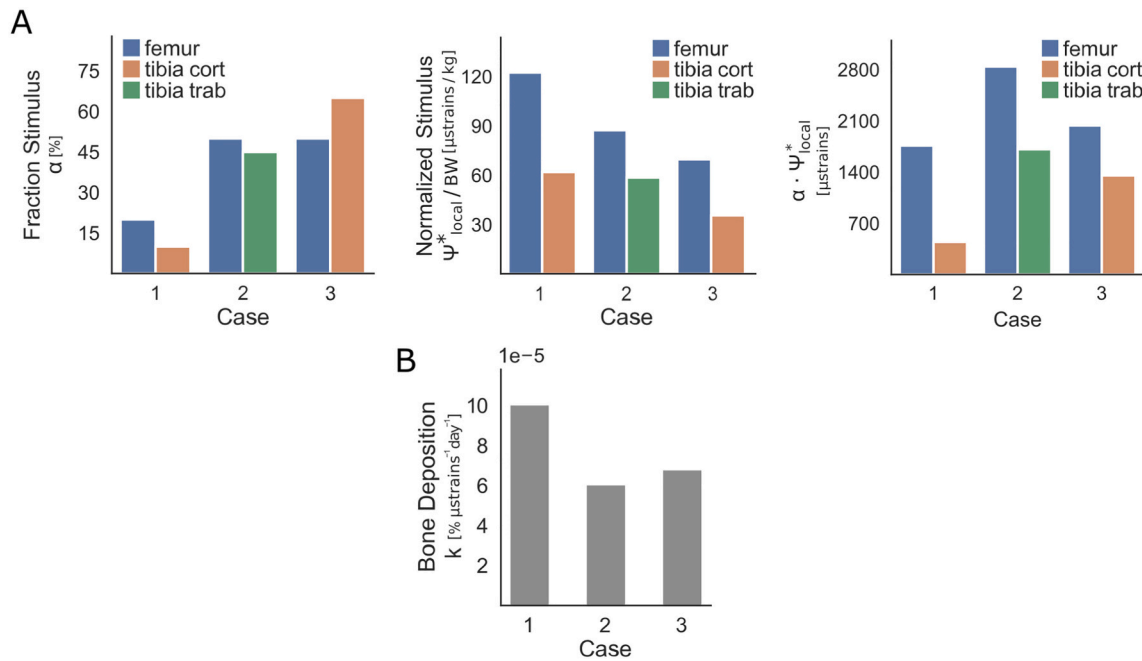 A
femur
tibia cort
tibia trab
75
60
45
30
15
Fraction Stimulus
α [%]
1 2 3
Case
femur
tibia cort
tibia trab
120
90
60
30
Normalized Stimulus
Ψ*local / BW [μstrains / kg]
1 2 3
Case
femur
tibia cort
tibia trab
2800
2100
1400
700
α · Ψ*local
[μstrains]
1 2 3
Case
B
1e−5
10
8
6
4
2
Bone Deposition
k [% μstrains⁻¹day⁻¹]
1 2 3
Case